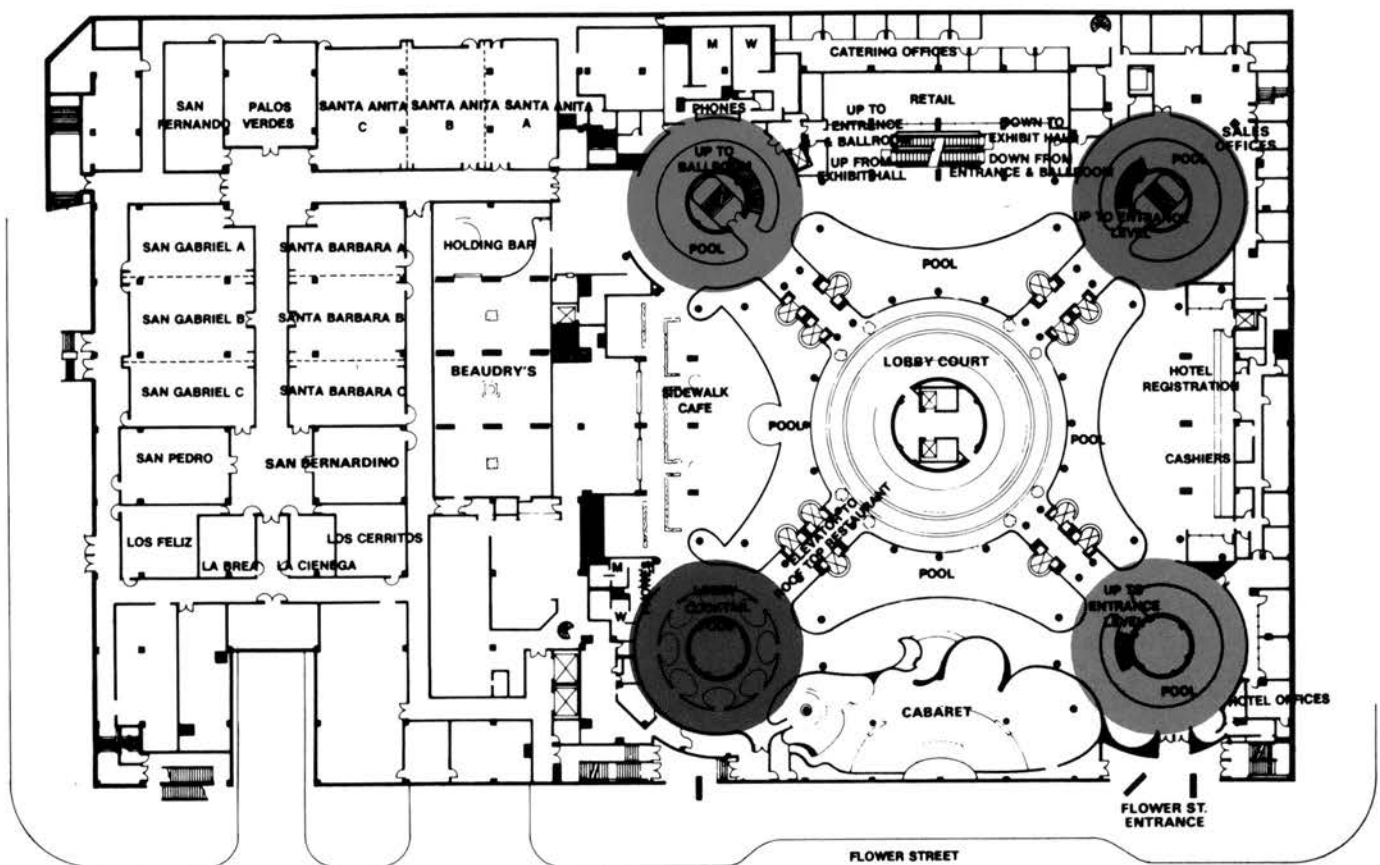 M
W
CATERING OFFICES
SAN
FERNANDO
PALOS
VERDES
SANTA ANITA
C
SANTA ANITA
B
SANTA ANITA
A
PHONES
RETAIL
UP TO
ENTRANCE
& BALLROOM
DOWN TO
EXHIBIT HALL
UP FROM
EXHIBIT HALL
DOWN FROM
ENTRANCE & BALLROOM
SALES
OFFICES
UP TO
BALLROOM
POOL
POOL
UP TO ENTRANCE
LEVEL
SAN GABRIEL A
SANTA BARBARA A
HOLDING BAR
POOL
SAN GABRIEL B
SANTA BARBARA B
SAN GABRIEL C
SANTA BARBARA C
BEAUDRY'S
SIDEWALK
CAFE
LOBBY COURT
HOTEL
REGISTRATION
POOL
POOL
CASHIERS
SAN PEDRO
SAN BERNARDINO
LOS FELIZ
LA BREA
LA CIENEGA
LOS CERRITOS
ELEVATOR TO
ROOF TOP RESTAURANT
M
W
POOL
UP TO
ENTRANCE
LEVEL
POOL
HOTEL OFFICES
CABARET
FLOWER ST.
ENTRANCE
FLOWER STREET